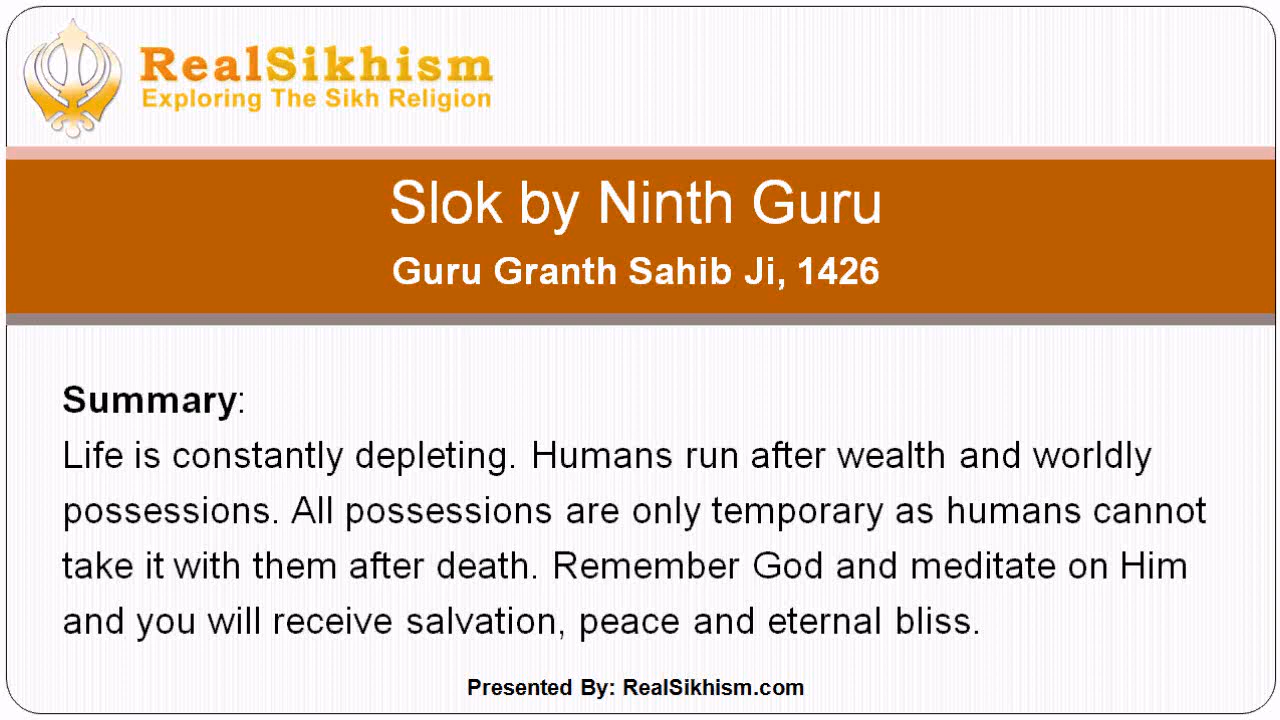 RealSikhism
Exploring The Sikh Religion
Slok by Ninth Guru
Guru Granth Sahib Ji, 1426
Summary:
Life is constantly depleting. Humans run after wealth and worldly
possessions. All possessions are only temporary as humans cannot
take it with them after death. Remember God and meditate on Him
and you will receive salvation, peace and eternal bliss.
Presented By: RealSikhism.com